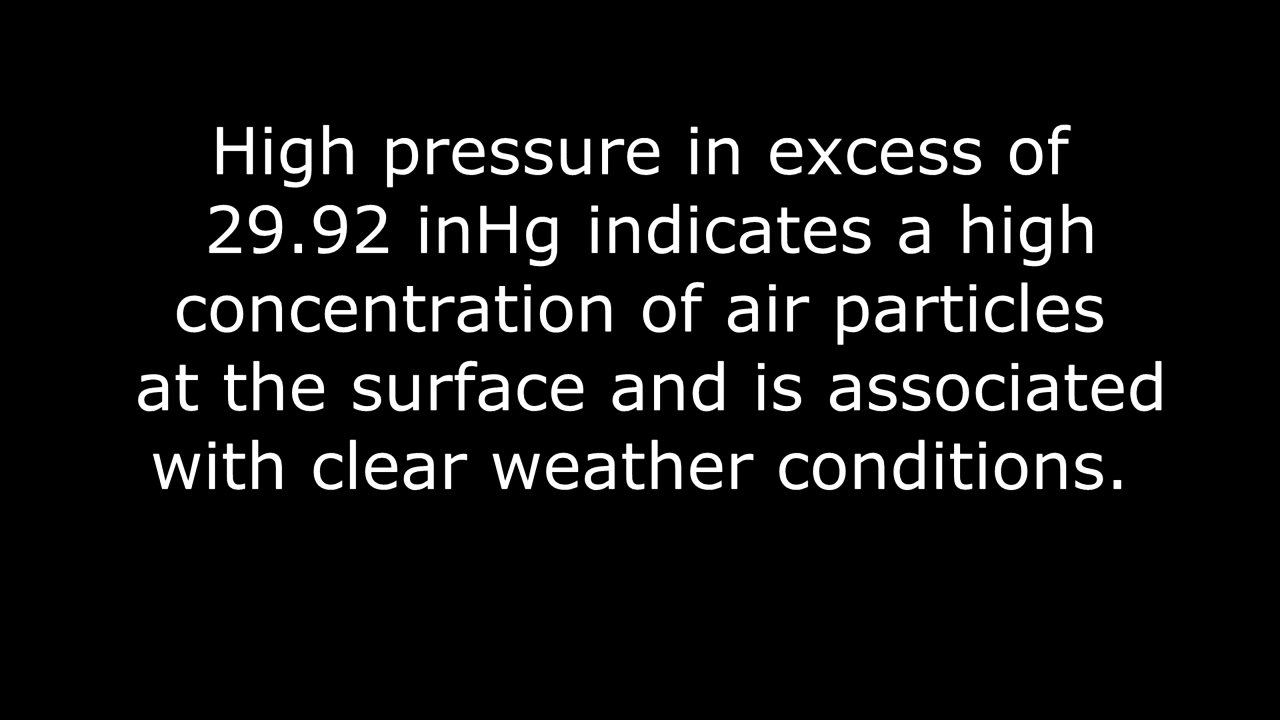 High pressure in excess of
29.92 inHg indicates a high
concentration of air particles
at the surface and is associated
with clear weather conditions.